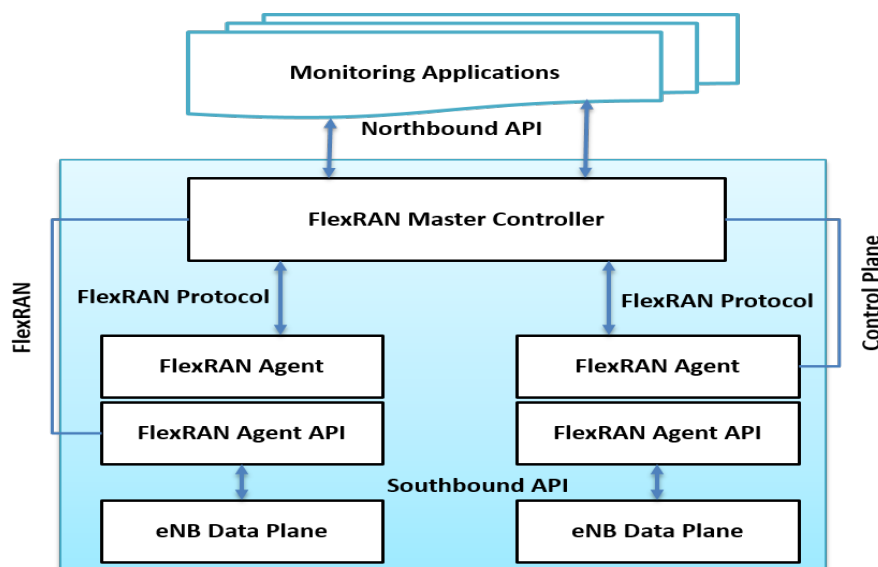 Monitoring Applications
Northbound API
FlexRAN Master Controller
FlexRAN
Control Plane
FlexRAN Protocol
FlexRAN Protocol
FlexRAN Agent
FlexRAN Agent
FlexRAN Agent API
FlexRAN Agent API
Southbound API
eNB Data Plane
eNB Data Plane